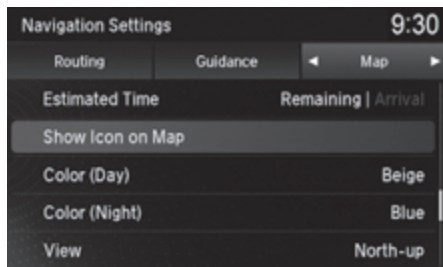 Navigation Settings 9:30
Routing Guidance Map
Estimated Time Remaining | Arrival
Show Icon on Map
Color (Day) Beige
Color (Night) Blue
View North-up